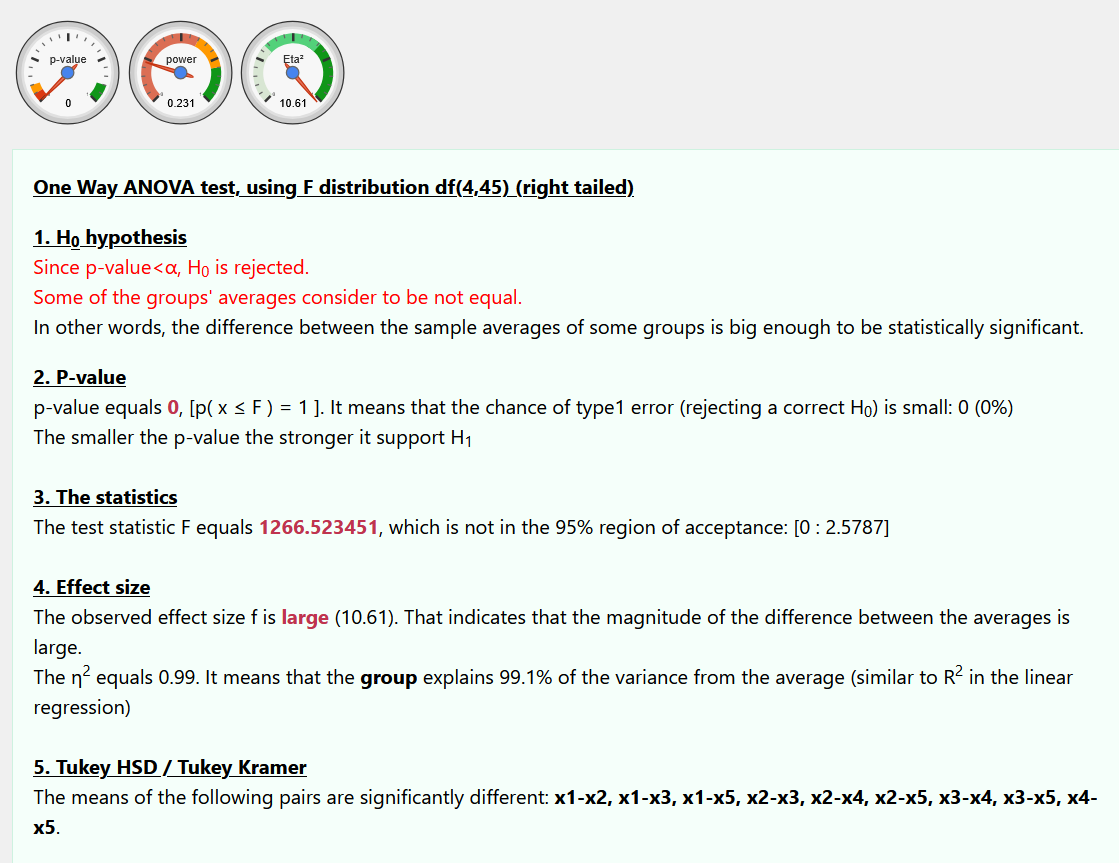 p-value
0
power
0.231
Eta²
10.61
One Way ANOVA test, using F distribution df(4,45) (right tailed)
1. H₀ hypothesis
Since p-value<α, H₀ is rejected.
Some of the groups' averages consider to be not equal.
In other words, the difference between the sample averages of some groups is big enough to be statistically significant.
2. P-value
p-value equals 0, [p( x ≤ F ) = 1 ]. It means that the chance of type1 error (rejecting a correct H₀) is small: 0 (0%)
The smaller the p-value the stronger it support H₁
3. The statistics
The test statistic F equals 1266.523451, which is not in the 95% region of acceptance: [0 : 2.5787]
4. Effect size
The observed effect size f is large (10.61). That indicates that the magnitude of the difference between the averages is
large.
The η² equals 0.99. It means that the group explains 99.1% of the variance from the average (similar to R² in the linear
regression)
5. Tukey HSD / Tukey Kramer
The means of the following pairs are significantly different: x1-x2, x1-x3, x1-x5, x2-x3, x2-x4, x2-x5, x3-x4, x3-x5, x4-
x5.